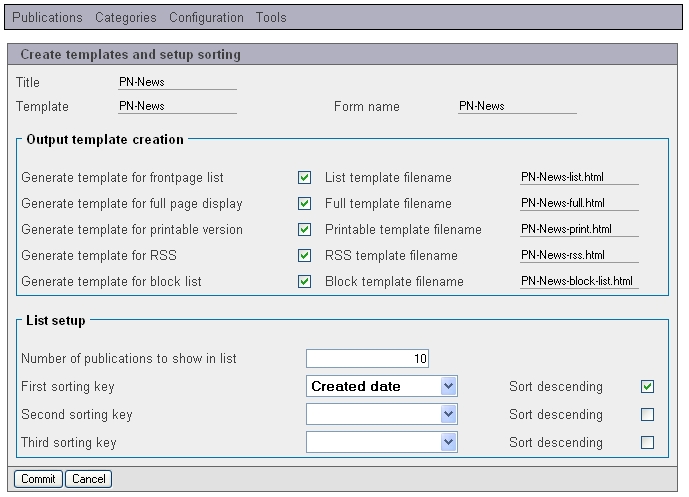 Publications Categories Configuration Tools
Create templates and setup sorting
Title PN-News
Template PN-News Form name PN-News
Output template creation
Generate template for frontpage list List template filename PN-News-list.html
Generate template for full page display Full template filename PN-News-full.html
Generate template for printable version Printable template filename PN-News-print.html
Generate template for RSS RSS template filename PN-News-rss.html
Generate template for block list Block template filename PN-News-block-list.html
List setup
Number of publications to show in list 10
First sorting key Created date Sort descending
Second sorting key Sort descending
Third sorting key Sort descending
Commit Cancel